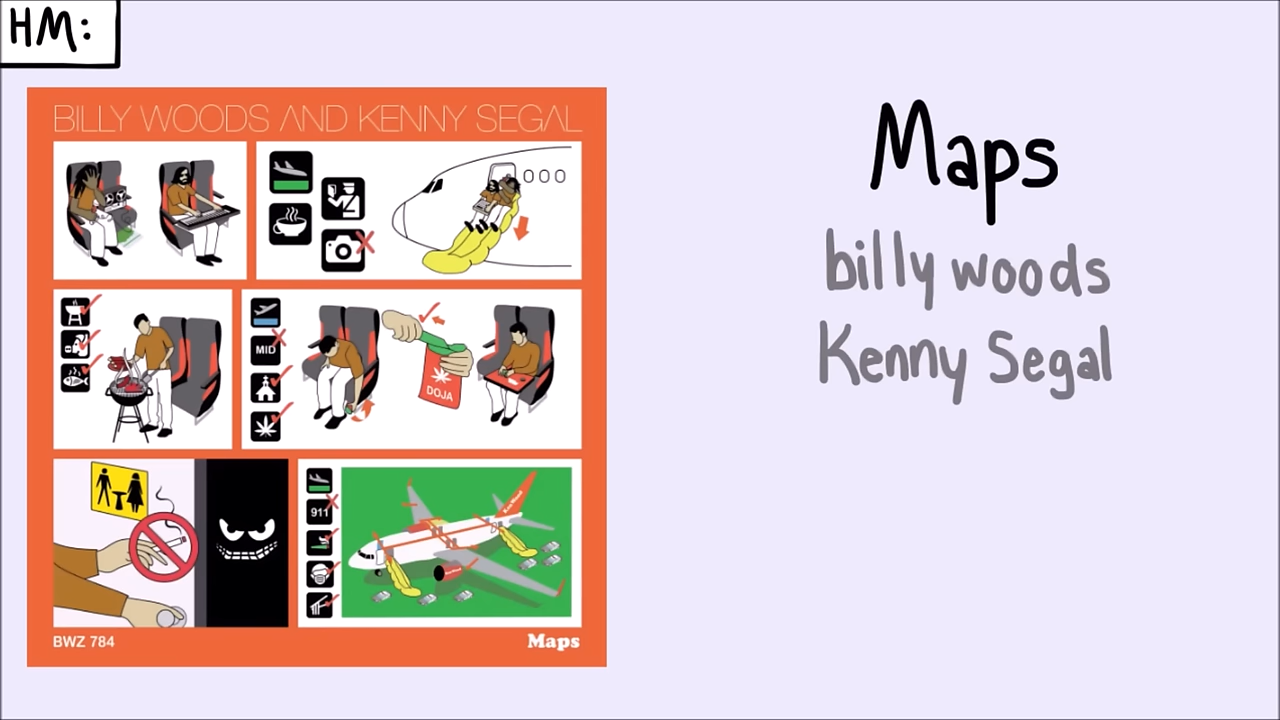 HM:
BILLY WOODS AND KENNY SEGAL
MID
DOJA
911
BWZ 784
Maps
Maps
billy woods
Kenny Segal